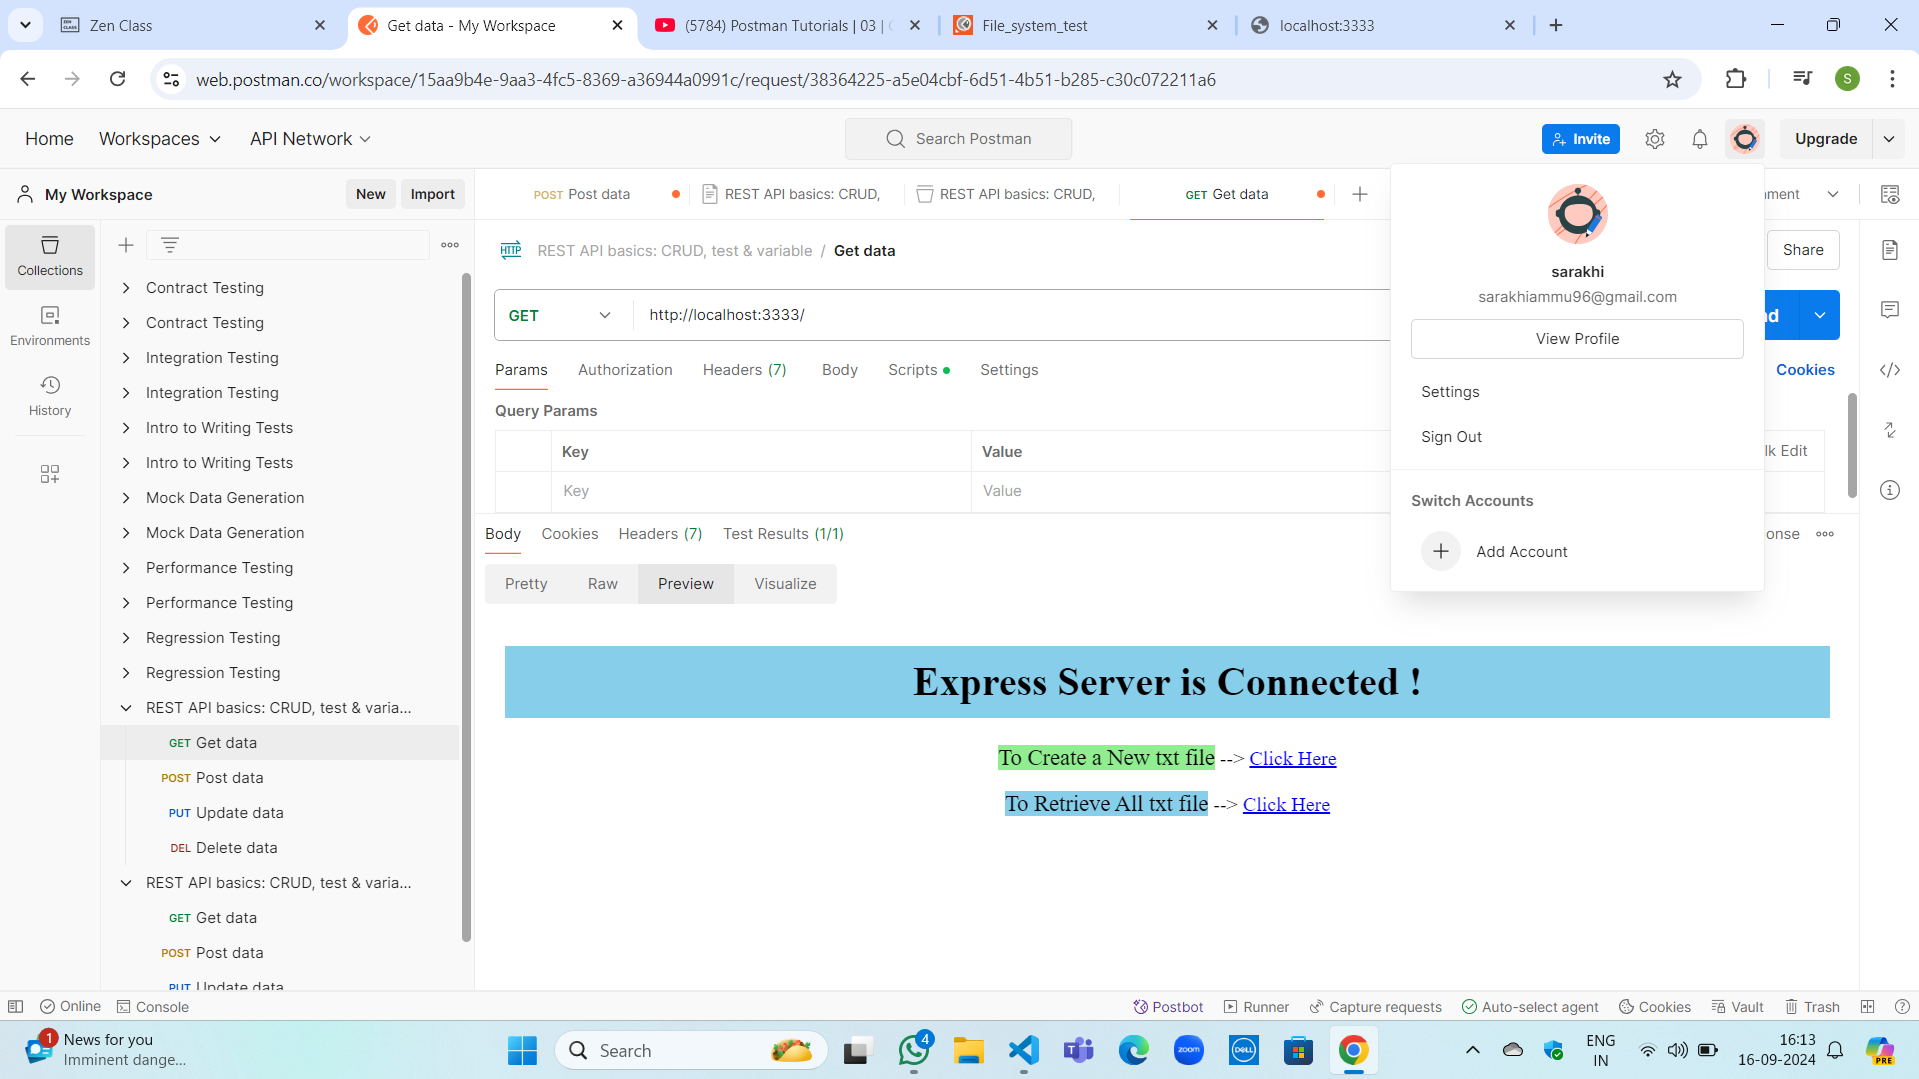 Zen Class
Get data - My Workspace
(5784) Postman Tutorials | 03 |
File_system_test
localhost:3333
web.postman.co/workspace/15aa9b4e-9aa3-4fc5-8369-a36944a0991c/request/38364225-a5e04cbf-6d51-4b51-b285-c30c072211a6
S
Home
Workspaces
API Network
Search Postman
Invite
Upgrade
My Workspace
New
Import
POST Post data
REST API basics: CRUD,
REST API basics: CRUD,
GET Get data
Collections
Environments
History
Contract Testing
Contract Testing
Integration Testing
Integration Testing
Intro to Writing Tests
Intro to Writing Tests
Mock Data Generation
Mock Data Generation
Performance Testing
Performance Testing
Regression Testing
Regression Testing
REST API basics: CRUD, test & varia...
GET Get data
POST Post data
PUT Update data
DEL Delete data
REST API basics: CRUD, test & varia...
GET Get data
POST Post data
PUT Update data
HTTP REST API basics: CRUD, test & variable / Get data
Share
GET
http://localhost:3333/
Params
Authorization
Headers (7)
Body
Scripts
Settings
Cookies
Query Params
Key
Value
lk Edit
Key
Value
Body
Cookies
Headers (7)
Test Results (1/1)
onse
Pretty
Raw
Preview
Visualize
sarakhi
sarakhiammu96@gmail.com
View Profile
Settings
Sign Out
Switch Accounts
Add Account
Express Server is Connected !
To Create a New txt file --> Click Here
To Retrieve All txt file --> Click Here
Online
Console
Postbot
Runner
Capture requests
Auto-select agent
Cookies
Vault
Trash
1
News for you
Imminent dange...
Search
4
zoom
DELL
ENG
IN
16:13
16-09-2024
PRE